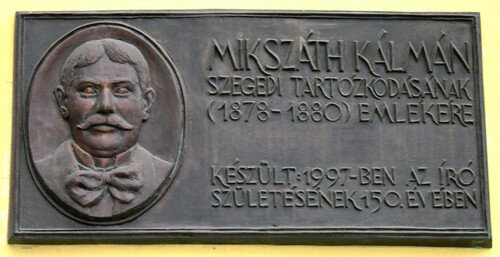 MIKSZÁTH KÁLMÁN
SZEGEDI TARTÓZKODÁSÁNAK
(1878-1880) EMLÉKÉRE
KÉSZÜLT: 1997-BEN AZ ÍRÓ
SZÜLETÉSÉNEK 150. ÉVÉBEN